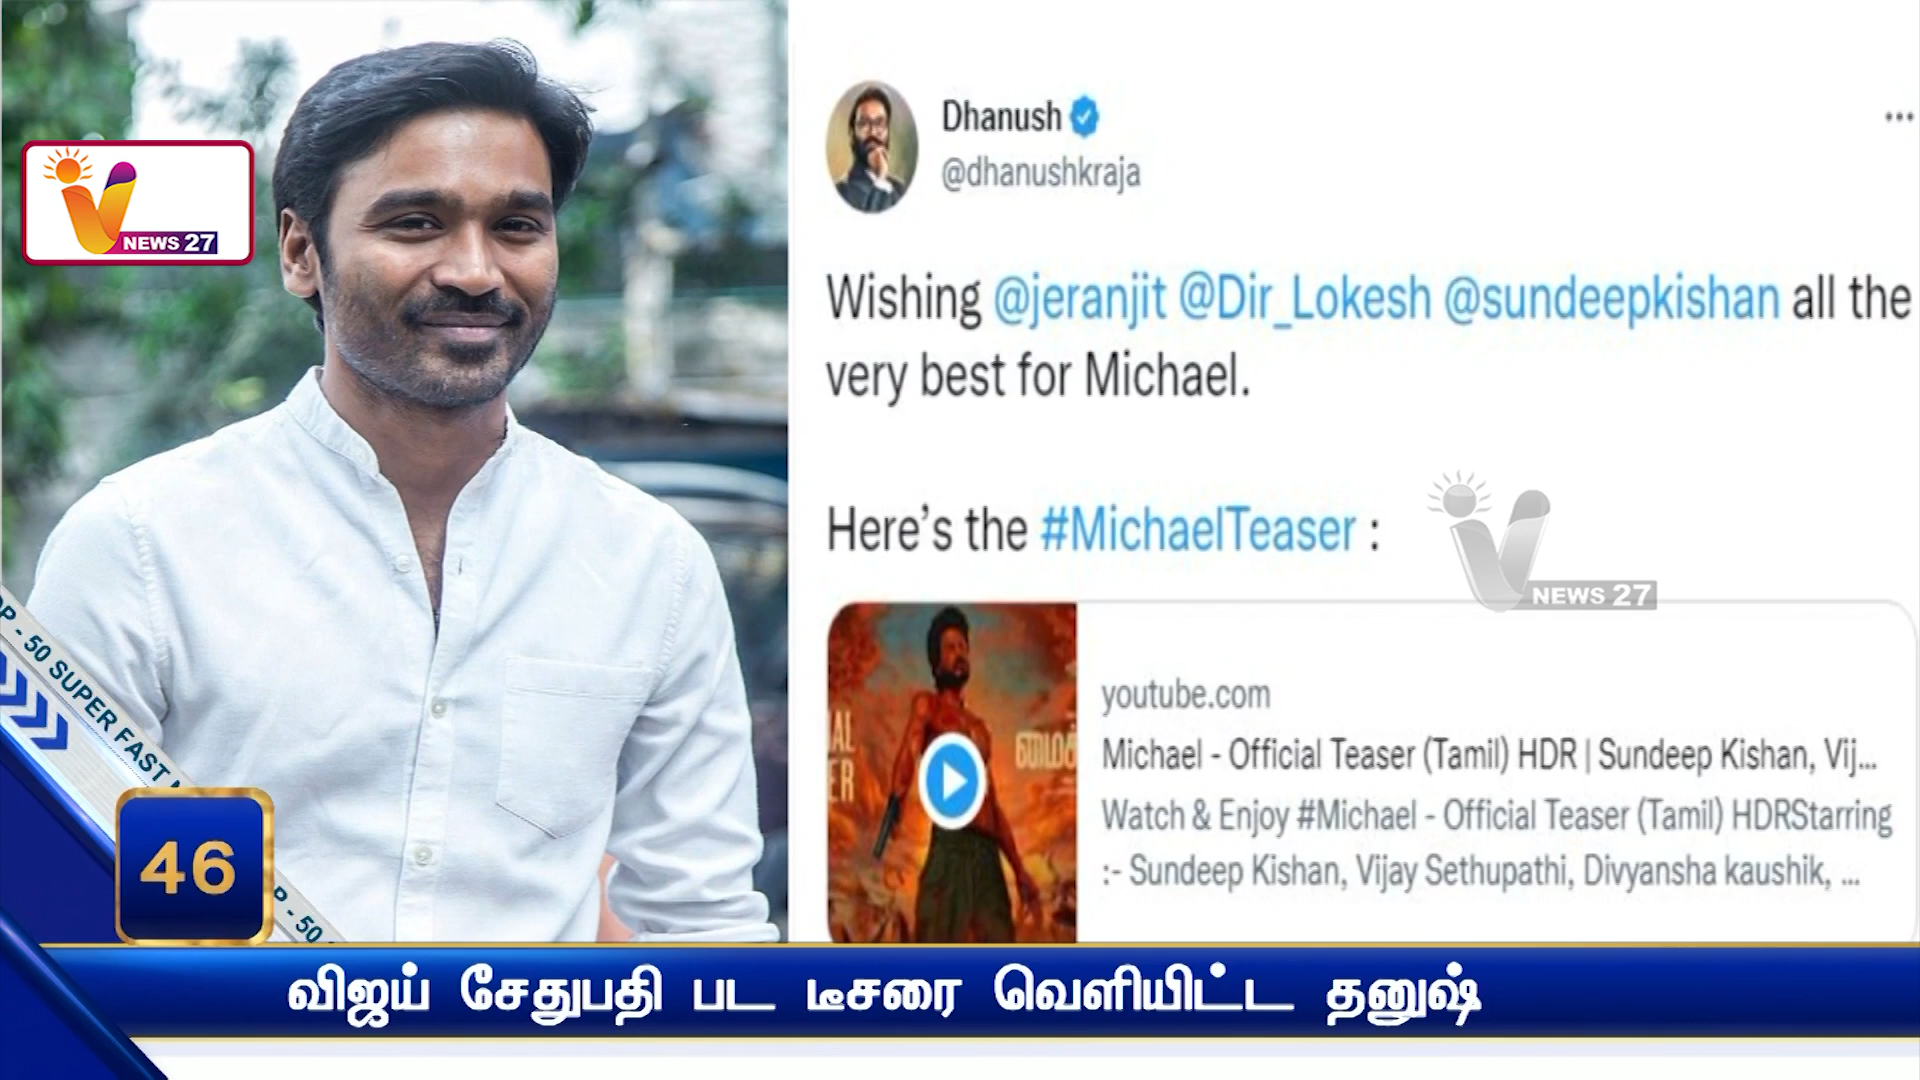 NEWS 27
Dhanush
@dhanushkraja
Wishing @jeranjit @Dir_Lokesh @sundeepkishan all the
very best for Michael.
Here's the #MichaelTeaser :
NEWS 27
youtube.com
Michael - Official Teaser (Tamil) HDR | Sundeep Kishan, Vij...
Watch & Enjoy #Michael - Official Teaser (Tamil) HDRStarring
:- Sundeep Kishan, Vijay Sethupathi, Divyansha kaushik, ...
- 50 SUPER FAST
46
- 50
விஜய் சேதுபதி பட டீசரை வெளியிட்ட தனுஷ்